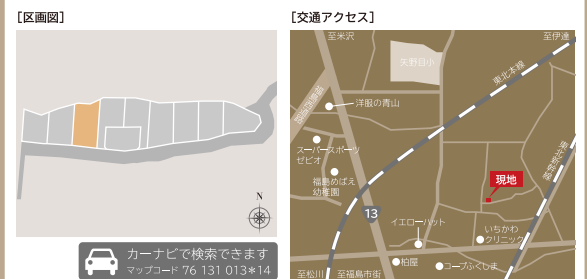 ［区画図］
N
カーナビで検索できます
マップコード 76 131 013*14
［交通アクセス］
至米沢
至伊達
矢野目小
東北本線
福島西道路
洋服の青山
スーパースポーツ
ゼビオ
福島めばえ
幼稚園
東北新幹線
現地
13
イエローハット
いちかわ
クリニック
柏屋
コープふくしま
至松川
至福島市街